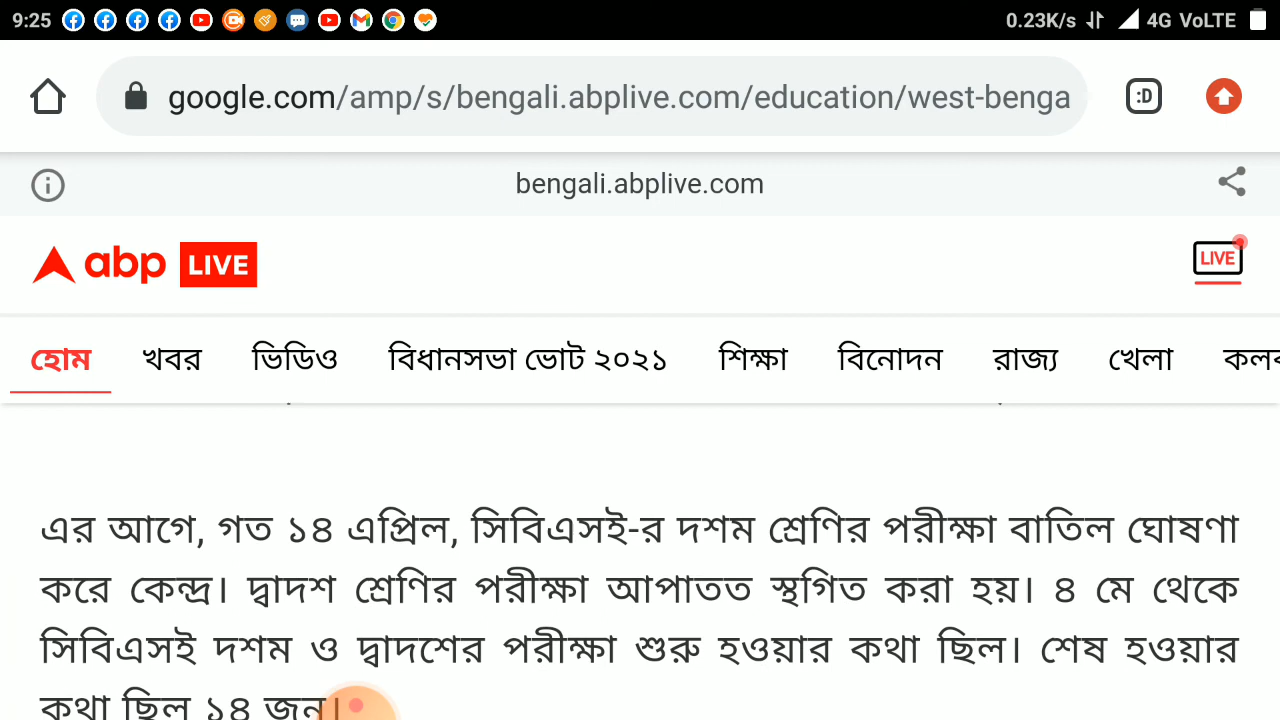 9:25 0.23K/s 4G VoLTE
google.com/amp/s/bengali.abplive.com/education/west-benga :D
bengali.abplive.com
abp LIVE LIVE
হোম খবর ভিডিও বিধানসভা ভোট ২০২১ শিক্ষা বিনোদন রাজ্য খেলা
এর আগে, গত ১৪ এপ্রিল, সিবিএসই-র দশম শ্রেণির পরীক্ষা বাতিল ঘোষণা
করে কেন্দ্র। দ্বাদশ শ্রেণির পরীক্ষা আপাতত স্থগিত করা হয়। ৪ মে থেকে
সিবিএসই দশম ও দ্বাদশের পরীক্ষা শুরু হওয়ার কথা ছিল। শেষ হওয়ার
কথা ছিল ১৪ জুন।